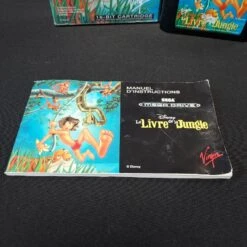 16-BIT CARTRIDGE
MANUEL
D'INSTRUCTIONS
SEGA
MEGA DRIVE
Disney
Le Livre de la Jungle
© Disney
Virgin